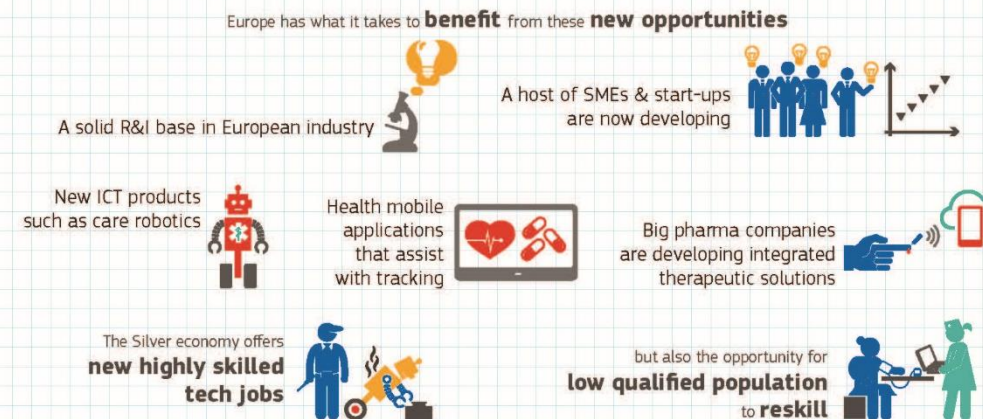 Europe has what it takes to benefit from these new opportunities
A solid R&I base in European industry
A host of SMEs & start-ups
are now developing
New ICT products
such as care robotics
Health mobile
applications
that assist
with tracking
Big pharma companies
are developing integrated
therapeutic solutions
The Silver economy offers
new highly skilled
tech jobs
but also the opportunity for
low qualified population
to reskill